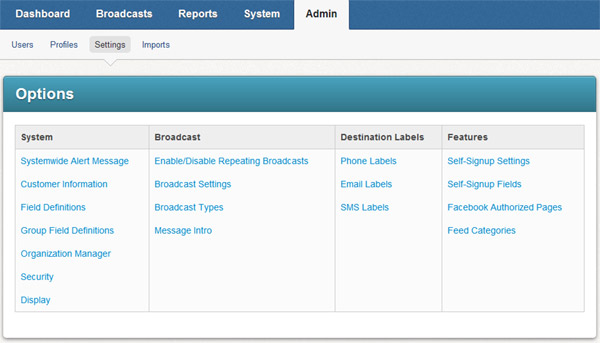 Dashboard Broadcasts Reports System Admin
Users Profiles Settings Imports
Options
System Broadcast Destination Labels Features
Systemwide Alert Message Enable/Disable Repeating Broadcasts Phone Labels Self-Signup Settings
Customer Information Broadcast Settings Email Labels Self-Signup Fields
Field Definitions Broadcast Types SMS Labels Facebook Authorized Pages
Group Field Definitions Message Intro Feed Categories
Organization Manager
Security
Display